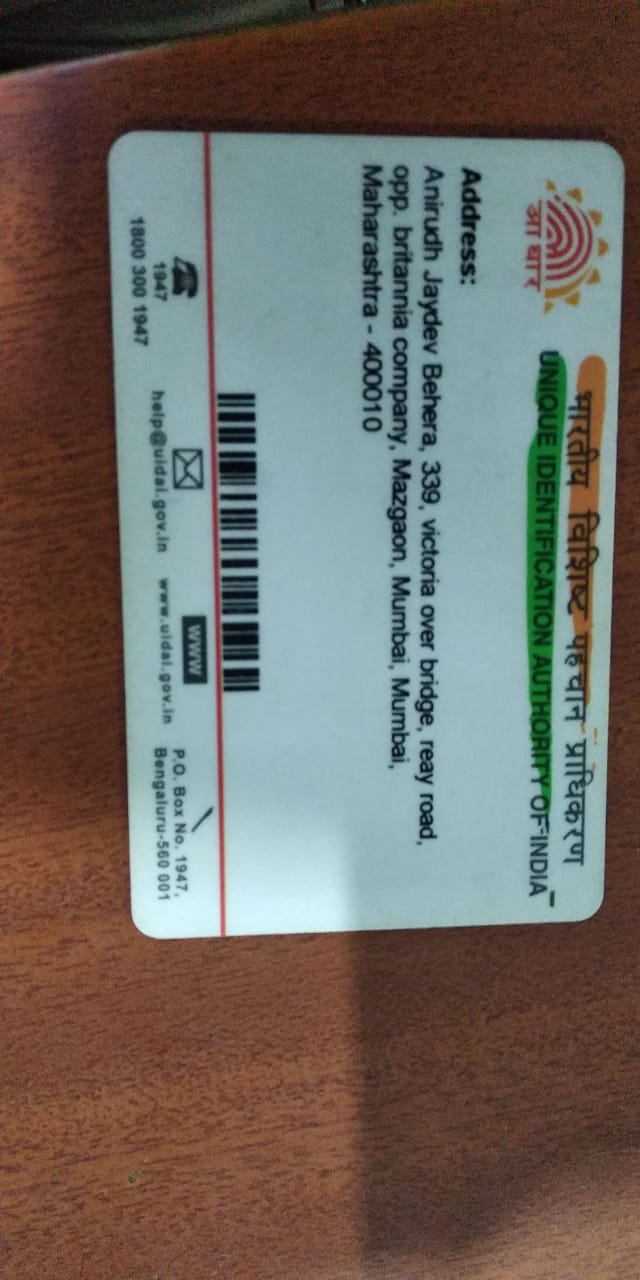 आधार
भारतीय विशिष्ट पहचान प्राधिकरण
UNIQUE IDENTIFICATION AUTHORITY OF INDIA
Address:
Anirudh Jaydev Behera, 339, victoria over bridge, reay road,
opp. britannia company, Mazgaon, Mumbai, Mumbai,
Maharashtra - 400010
1947
1800 300 1947
help@uidai.gov.in
WWW
www.uidai.gov.in
P.O. Box No. 1947,
Bengaluru-560 001